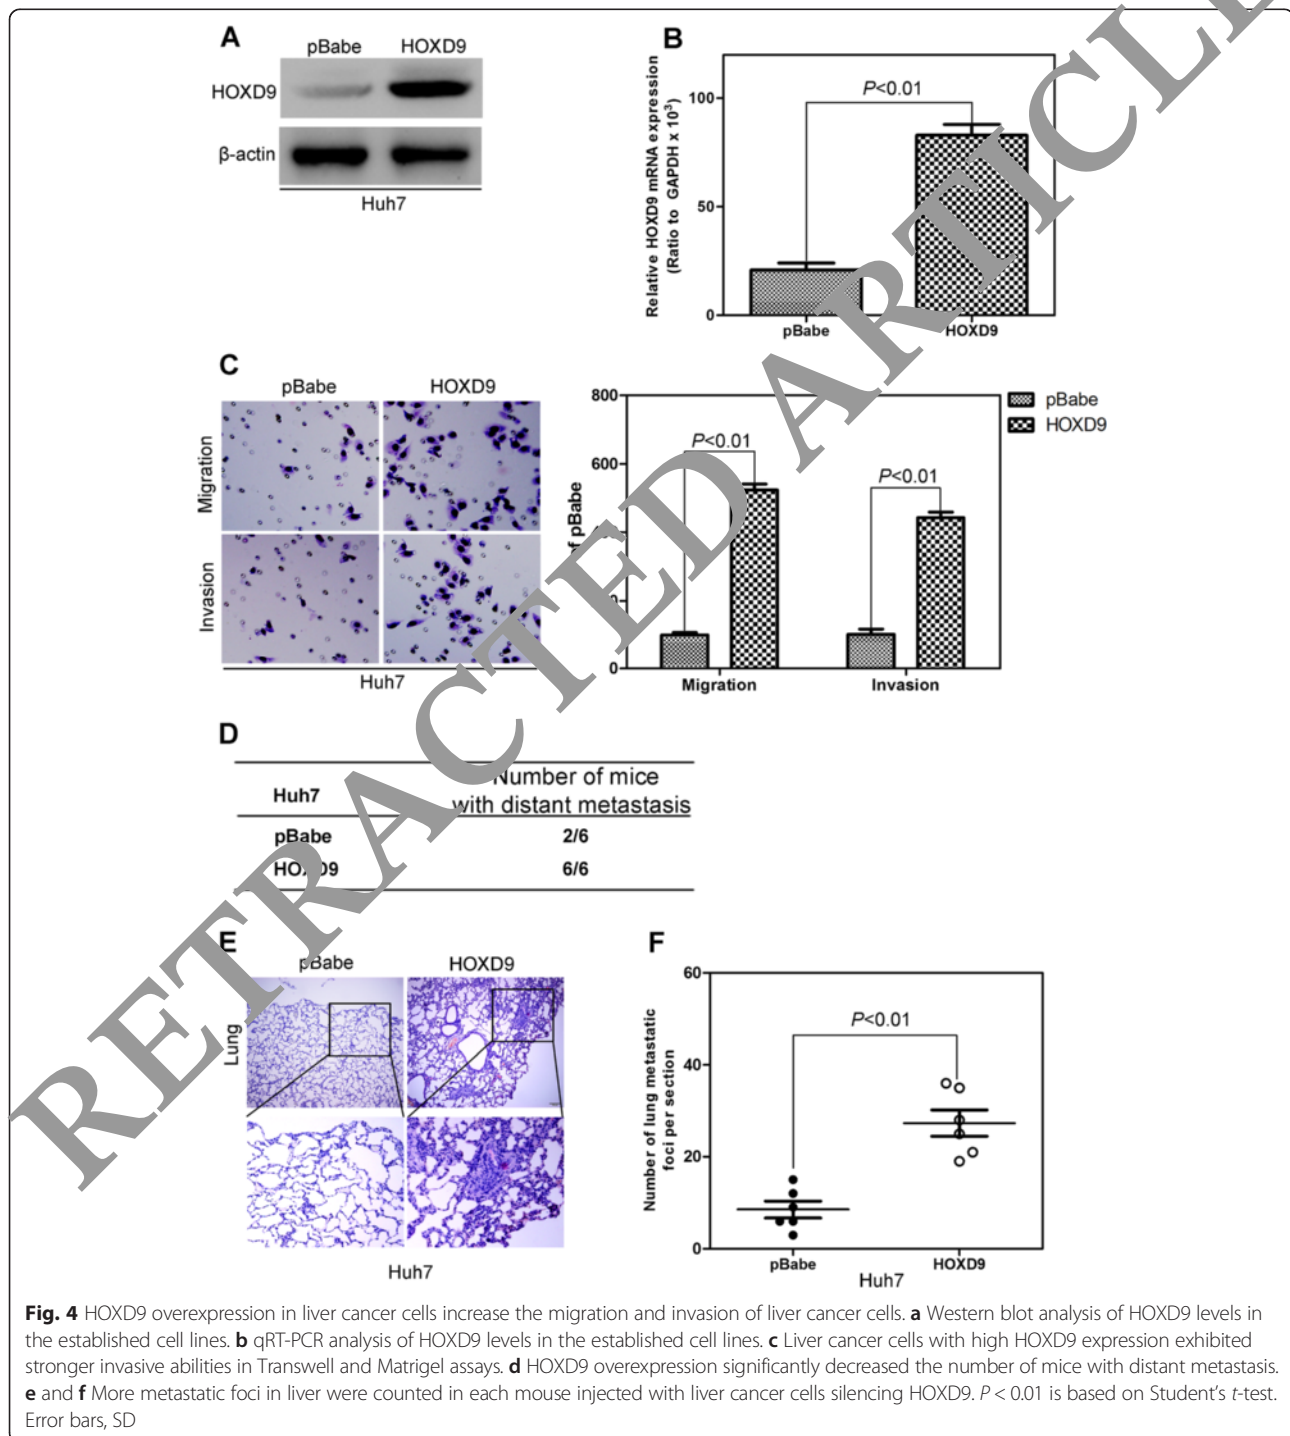 A
pBabe HOXD9
HOXD9
β-actin
Huh7
B
Relative HOXD9 mRNA expression
(Ratio to GAPDH x 10³)
100
50
0
P<0.01
pBabe HOXD9
C
pBabe HOXD9
Migration
Invasion
Huh7
of pBabe
800
600
0
P<0.01
P<0.01
Migration Invasion
pBabe
HOXD9
D
Huh7
Number of mice
with distant metastasis
pBabe 2/6
HOXD9 6/6
E
pBabe HOXD9
Lung
Huh7
F
Number of lung metastatic
foci per section
60
40
20
0
P<0.01
pBabe HOXD9
Huh7
RETRACTED ARTICLE
Fig. 4 HOXD9 overexpression in liver cancer cells increase the migration and invasion of liver cancer cells. a Western blot analysis of HOXD9 levels in
the established cell lines. b qRT-PCR analysis of HOXD9 levels in the established cell lines. c Liver cancer cells with high HOXD9 expression exhibited
stronger invasive abilities in Transwell and Matrigel assays. d HOXD9 overexpression significantly decreased the number of mice with distant metastasis.
e and f More metastatic foci in liver were counted in each mouse injected with liver cancer cells silencing HOXD9. P < 0.01 is based on Student's t-test.
Error bars, SD